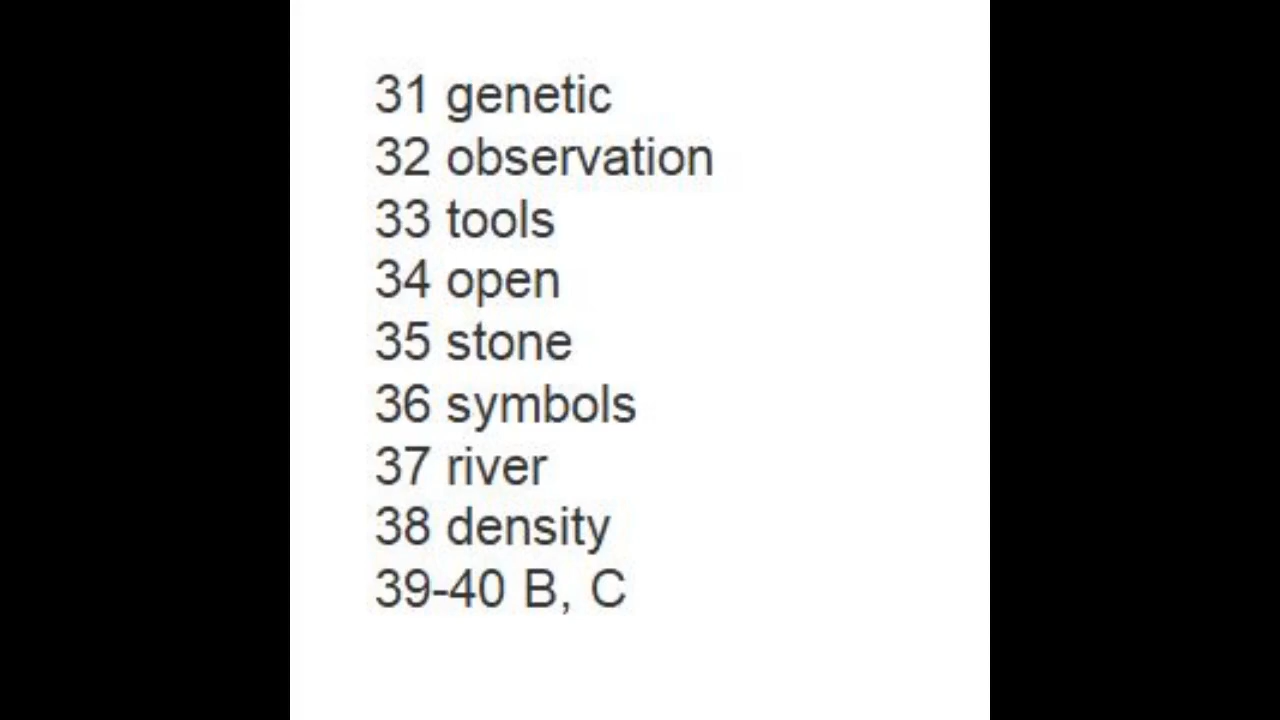 31 genetic
32 observation
33 tools
34 open
35 stone
36 symbols
37 river
38 density
39-40 B, C